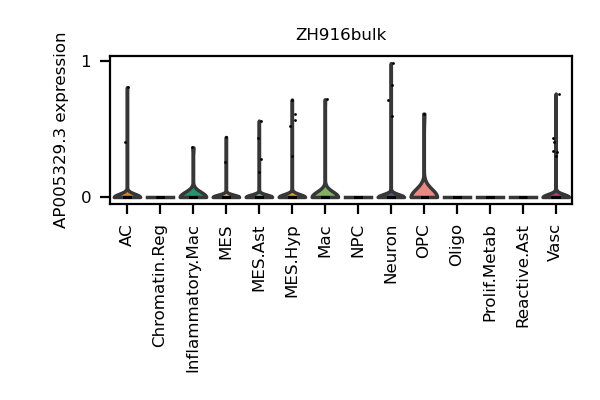 ZH916bulk
AP005329.3 expression
1
0
AC
Chromatin.Reg
Inflammatory.Mac
MES
MES.Ast
MES.Hyp
Mac
NPC
Neuron
OPC
Oligo
Prolif.Metab
Reactive.Ast
Vasc